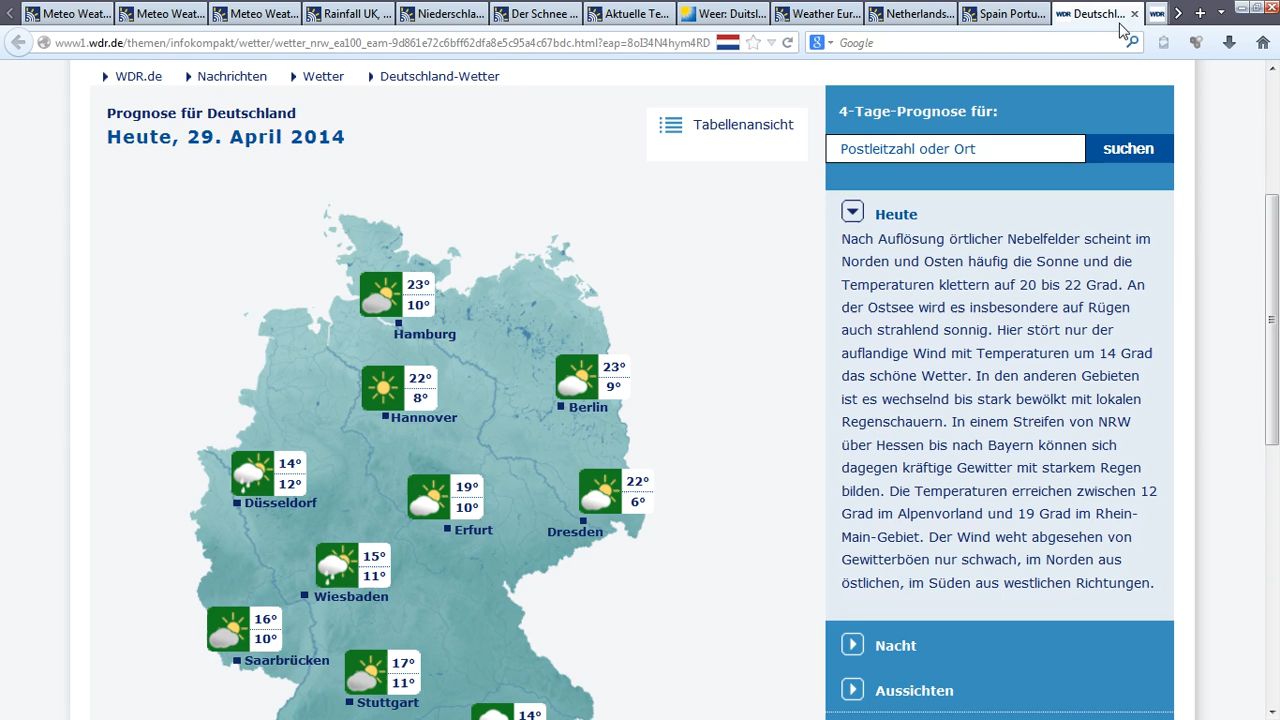 Meteo Weat...
Meteo Weat...
Meteo Weat...
Rainfall UK, ...
Niederschla...
Der Schnee ...
Aktuelle Te...
Weer: Duitsl...
Weather Eur...
Netherlands...
Spain Portu...
WDR Deutschl...
WDR
www1.wdr.de/themen/infokompakt/wetter/wetter_nrw_ea100_earn-9d861e12c6bff62dfa8e5c95a4c67bdc.html?eap=8oI34N4hym4RD
Google
WDR.de
Nachrichten
Wetter
Deutschland-Wetter
Prognose für Deutschland
Heute, 29. April 2014
Tabellenansicht
23°
10°
Hamburg
22°
8°
Hannover
23°
9°
Berlin
14°
12°
Düsseldorf
19°
10°
Erfurt
22°
6°
Dresden
15°
11°
Wiesbaden
16°
10°
Saarbrücken
17°
11°
Stuttgart
14°
4-Tage-Prognose für:
Postleitzahl oder Ort
suchen
Heute
Nach Auflösung örtlicher Nebelfelder scheint im
Norden und Osten häufig die Sonne und die
Temperaturen klettern auf 20 bis 22 Grad. An
der Ostsee wird es insbesondere auf Rügen
auch strahlend sonnig. Hier stört nur der
auflandige Wind mit Temperaturen um 14 Grad
das schöne Wetter. In den anderen Gebieten
ist es wechselnd bis stark bewölkt mit lokalen
Regenschauern. In einem Streifen von NRW
über Hessen bis nach Bayern können sich
dagegen kräftige Gewitter mit starkem Regen
bilden. Die Temperaturen erreichen zwischen 12
Grad im Alpenvorland und 19 Grad im Rhein-
Main-Gebiet. Der Wind weht abgesehen von
Gewitterböen nur schwach, im Norden aus
östlichen, im Süden aus westlichen Richtungen.
Nacht
Aussichten